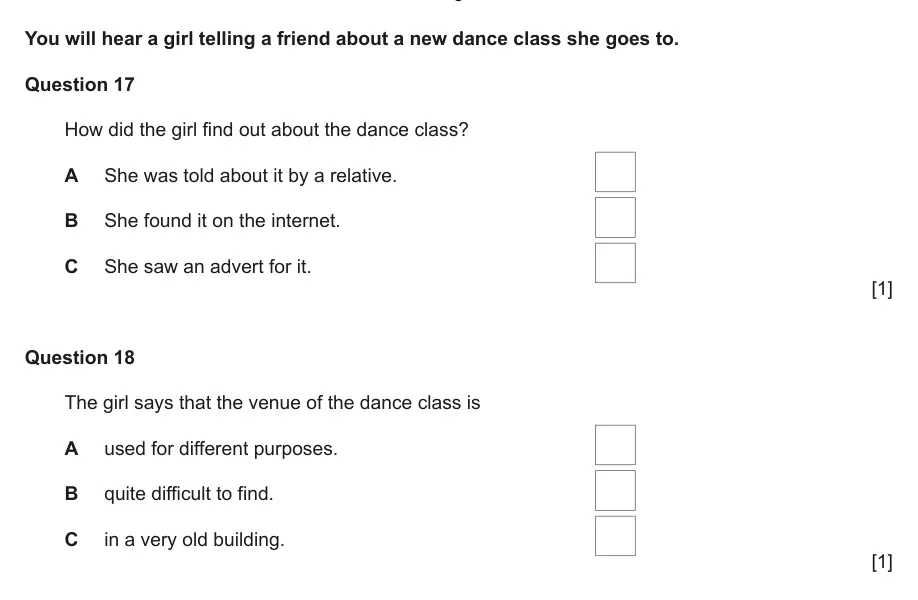 You will hear a girl telling a friend about a new dance class she goes to.
Question 17
How did the girl find out about the dance class?
A She was told about it by a relative.
B She found it on the internet.
C She saw an advert for it.
[1]
Question 18
The girl says that the venue of the dance class is
A used for different purposes.
B quite difficult to find.
C in a very old building.
[1]